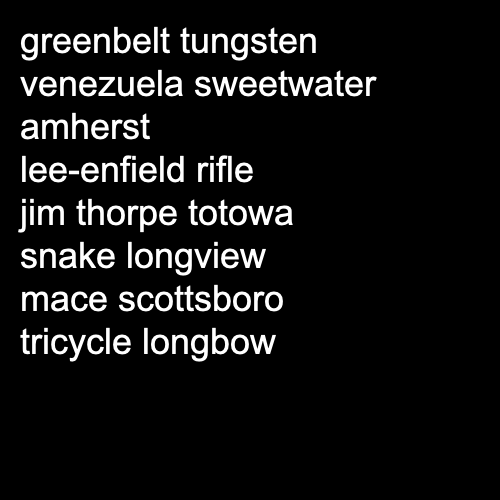 greenbelt tungsten
venezuela sweetwater
amherst
lee-enfield rifle
jim thorpe totowa
snake longview
mace scottsboro
tricycle longbow